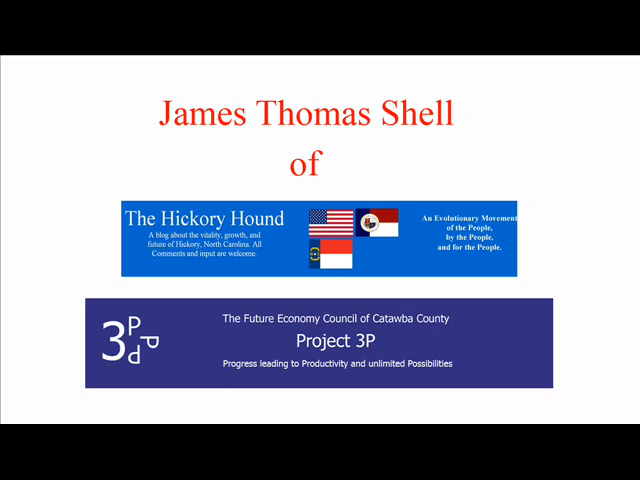 James Thomas Shell
of
The Hickory Hound
A blog about the vitality, growth, and
future of Hickory, North Carolina. All
Comments and input are welcome.
An Evolutionary Movement
of the People,
by the People,
and for the People.
3P
P
P
The Future Economy Council of Catawba County
Project 3P
Progress leading to Productivity and unlimited Possibilities